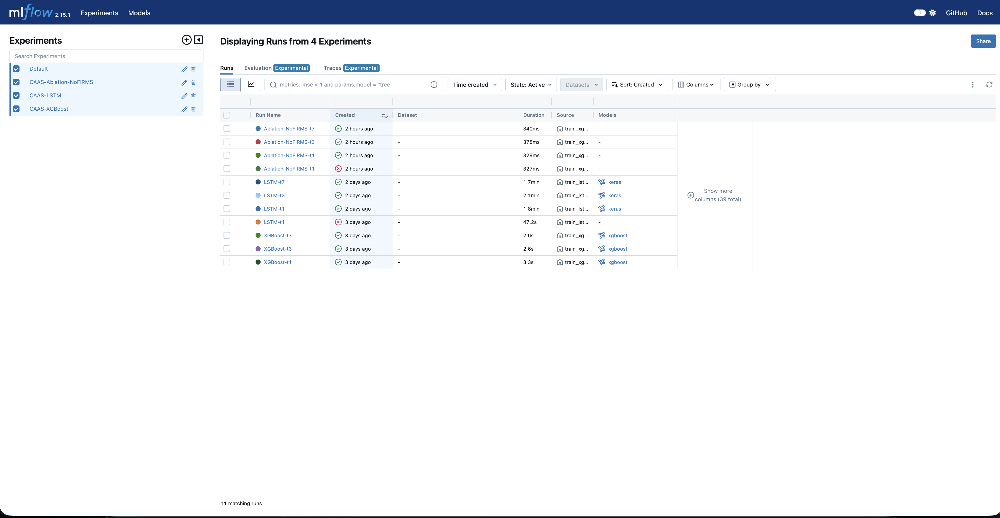 mlflow 2.15.1 Experiments Models GitHub Docs
Experiments
Search Experiments
Default
CAAS-Ablation-NoFIRMS
CAAS-LSTM
CAAS-XGBoost
Displaying Runs from 4 Experiments
Share
Runs Evaluation Experimental Traces Experimental
metrics.rmse < 1 and params.model = "tree" Time created State: Active Datasets Sort: Created Columns Group by
Run Name Created Dataset Duration Source Models
Ablation-NoFIRMS-t7 2 hours ago - 340ms train_xg... -
Ablation-NoFIRMS-t3 2 hours ago - 378ms train_xg... -
Ablation-NoFIRMS-t1 2 hours ago - 329ms train_xg... -
Ablation-NoFIRMS-t1 2 hours ago - 327ms train_xg... -
LSTM-t7 2 days ago - 1.7min train_lst... keras
LSTM-t3 2 days ago - 2.1min train_lst... keras
LSTM-t1 2 days ago - 1.8min train_lst... keras
LSTM-t1 3 days ago - 47.2s train_lst... -
XGBoost-t7 3 days ago - 2.6s train_xg... xgboost
XGBoost-t3 3 days ago - 2.6s train_xg... xgboost
XGBoost-t1 3 days ago - 3.3s train_xg... xgboost
Show more
columns (39 total)
11 matching runs